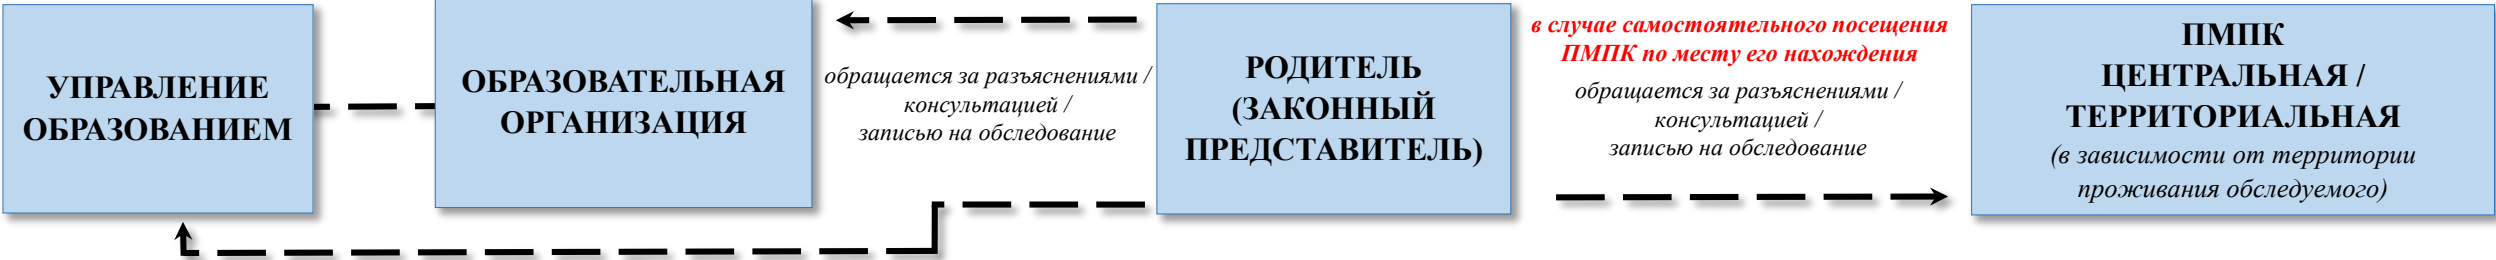 УПРАВЛЕНИЕ
ОБРАЗОВАНИЕМ
ОБРАЗОВАТЕЛЬНАЯ
ОРГАНИЗАЦИЯ
обращается за разъяснениями /
консультацией /
записью на обследование
РОДИТЕЛЬ
(ЗАКОННЫЙ
ПРЕДСТАВИТЕЛЬ)
в случае самостоятельного посещения
ПМПК по месту его нахождения
обращается за разъяснениями /
консультацией /
записью на обследование
ПМПК
ЦЕНТРАЛЬНАЯ /
ТЕРРИТОРИАЛЬНАЯ
(в зависимости от территории
проживания обследуемого)